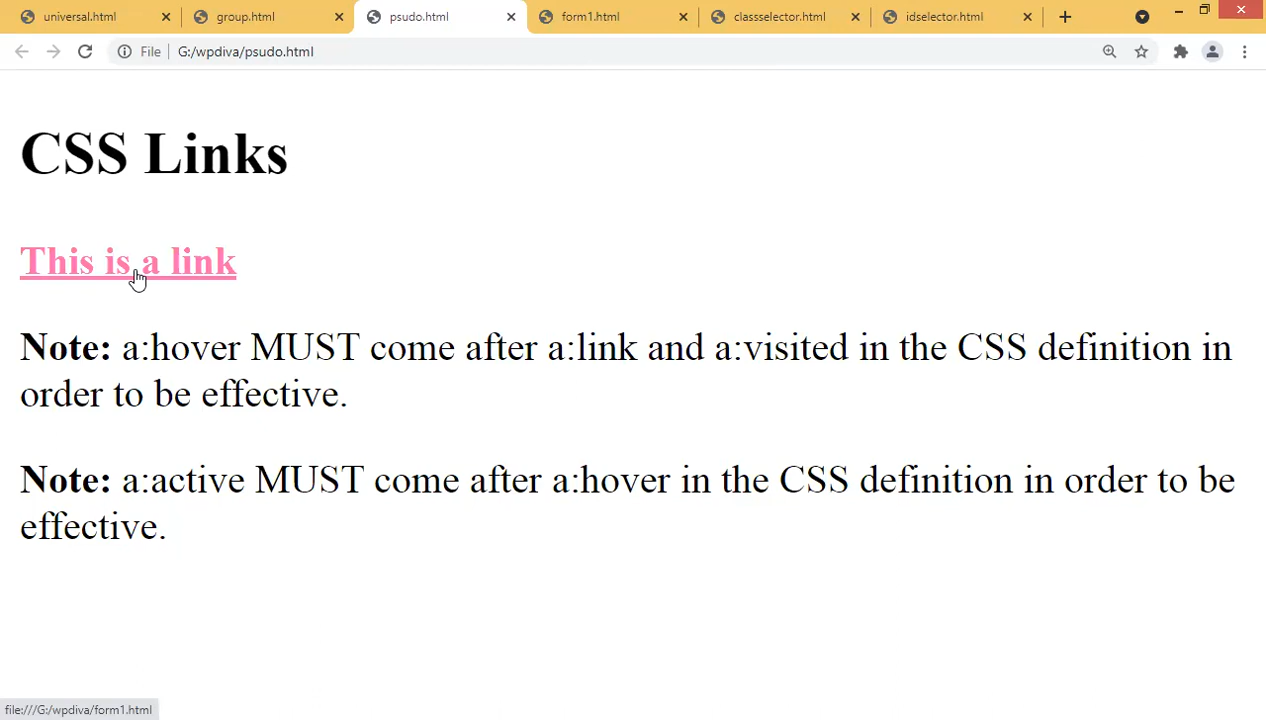 universal.html
group.html
psudo.html
form1.html
classselector.html
idselector.html
File
G:/wpdiva/psudo.html
CSS Links
This is a link
Note: a:hover MUST come after a:link and a:visited in the CSS definition in
order to be effective.
Note: a:active MUST come after a:hover in the CSS definition in order to be
effective.
file:///G:/wpdiva/form1.html